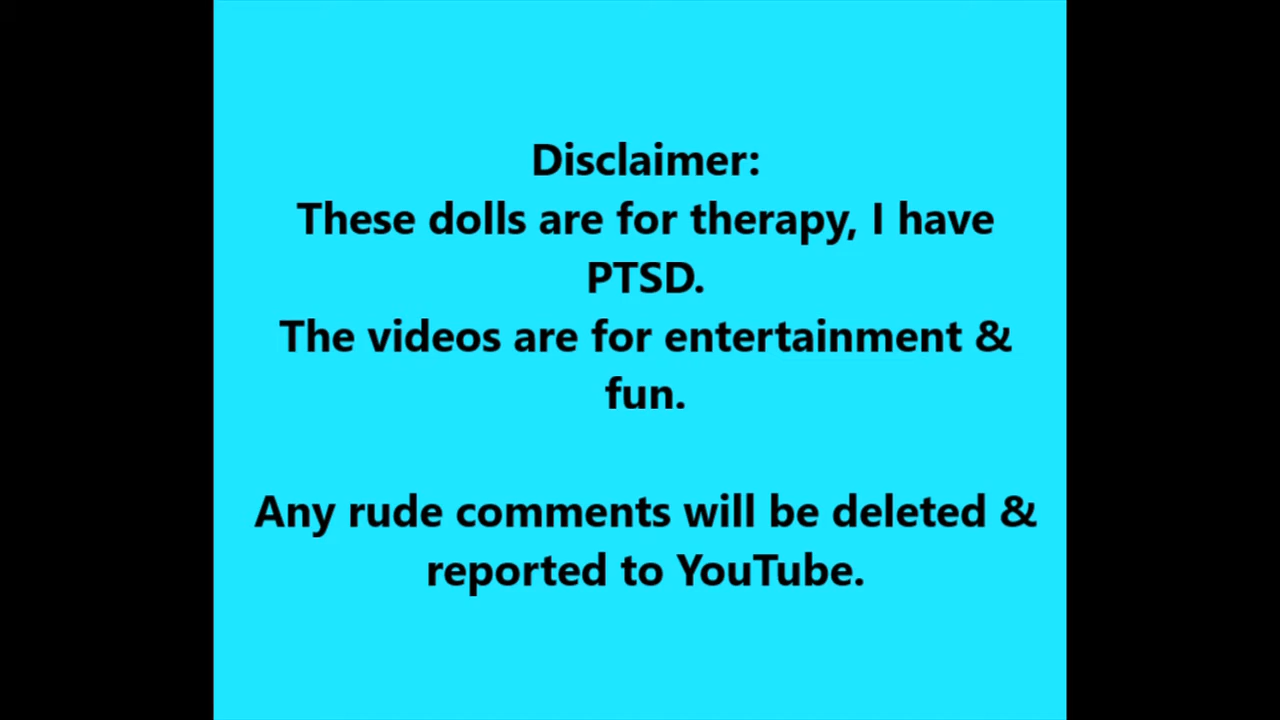 Disclaimer:
These dolls are for therapy, I have
PTSD.
The videos are for entertainment &
fun.
Any rude comments will be deleted &
reported to YouTube.